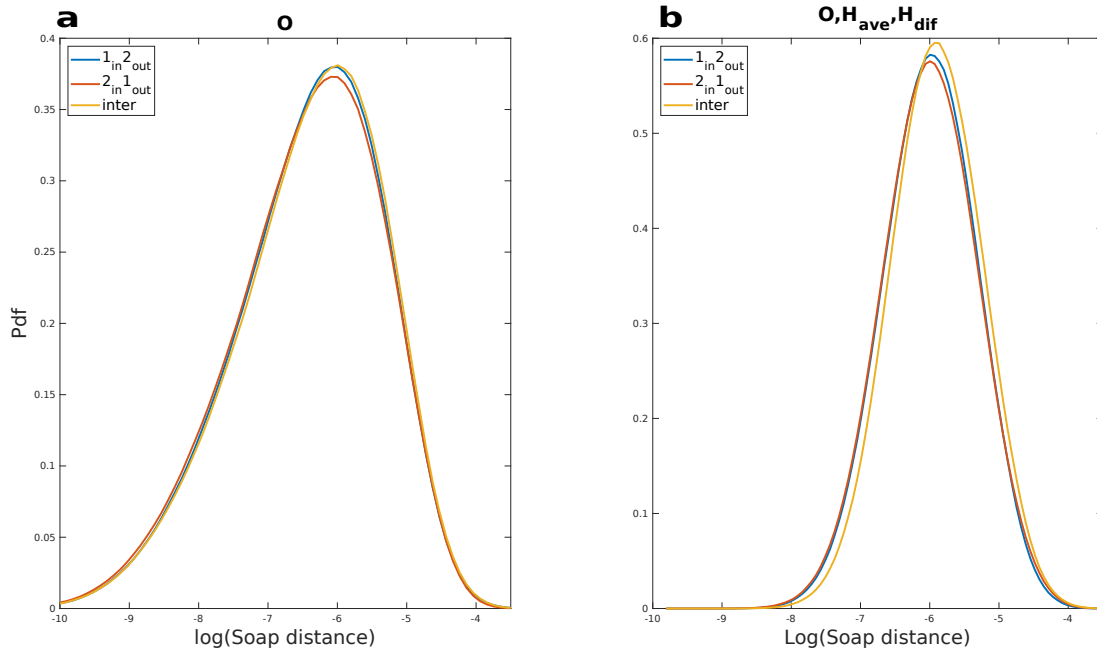 a
O
0.4
0.35
0.3
0.25
0.2
0.15
0.1
0.05
0
Pdf
1in2out
2in1out
inter
-10 -9 -8 -7 -6 -5 -4
log(Soap distance)
b
O,Have,Hdif
0.6
0.5
0.4
0.3
0.2
0.1
0
1in2out
2in1out
inter
-10 -9 -8 -7 -6 -5 -4
Log(Soap distance)